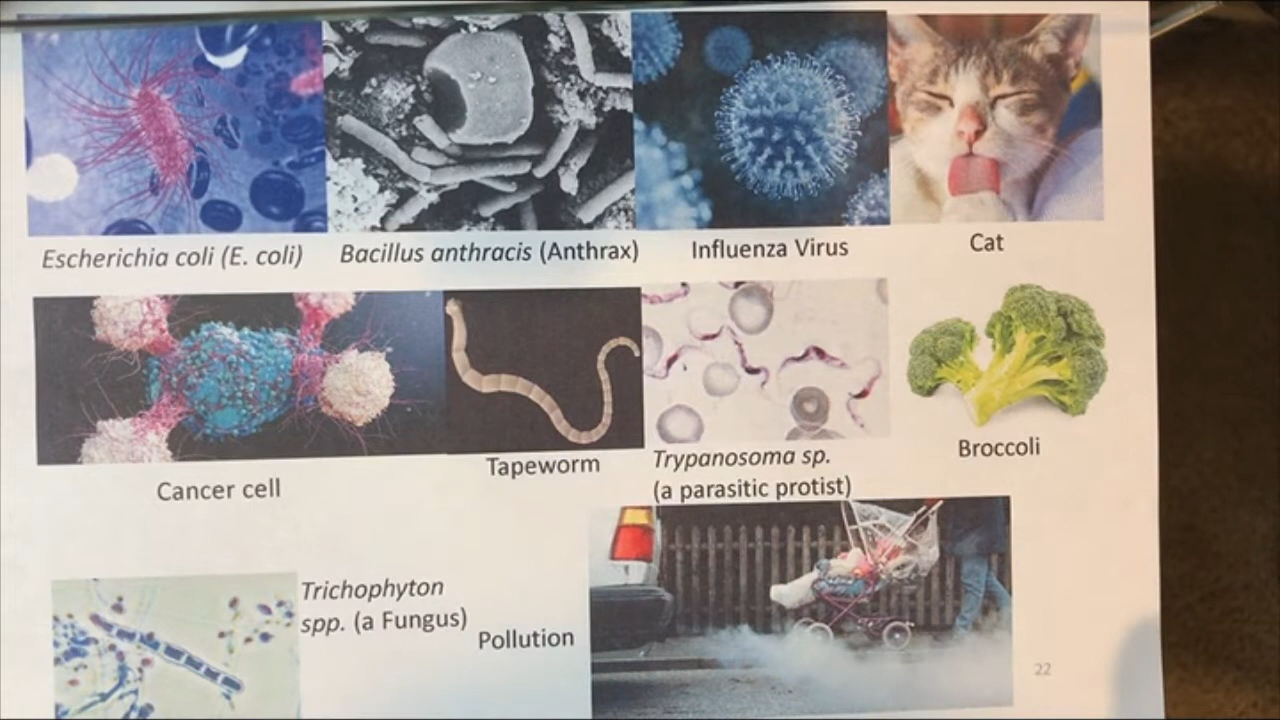 Escherichia coli (E. coli)
Bacillus anthracis (Anthrax)
Influenza Virus
Cat
Cancer cell
Tapeworm
Trypanosoma sp.
(a parasitic protist)
Broccoli
Trichophyton
spp. (a Fungus)
Pollution
22